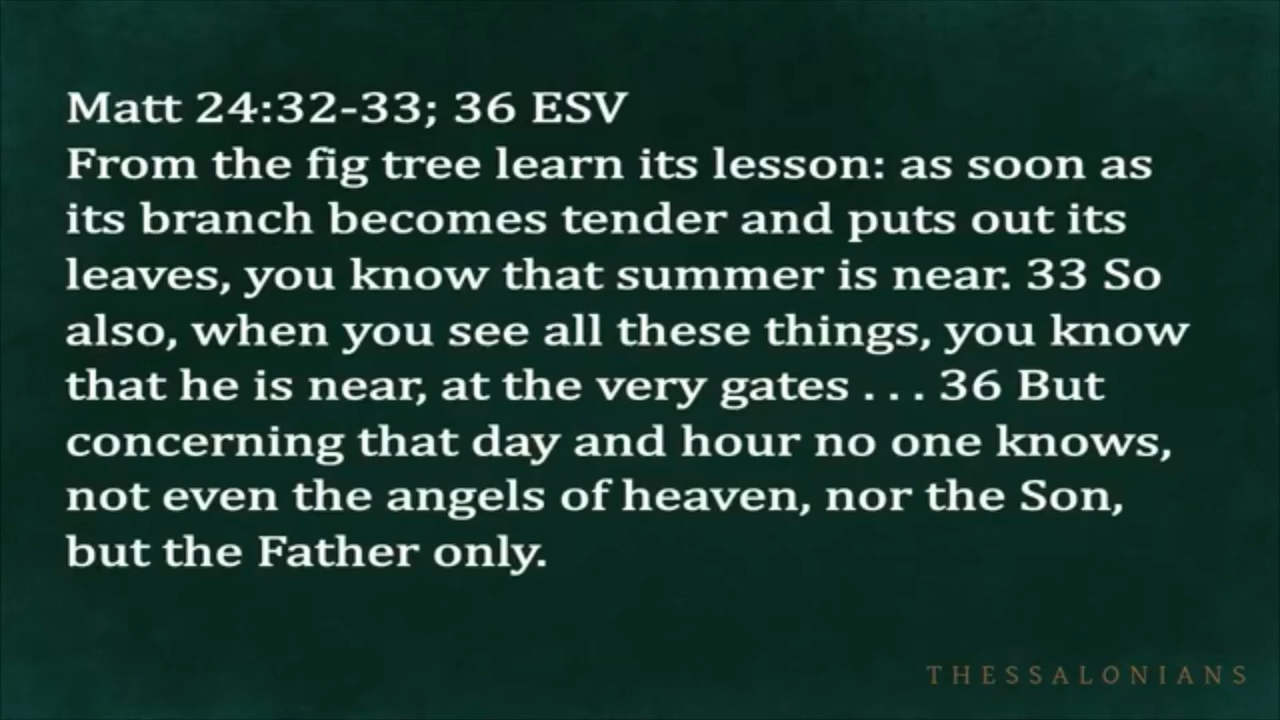 Matt 24:32-33; 36 ESV
From the fig tree learn its lesson: as soon as
its branch becomes tender and puts out its
leaves, you know that summer is near. 33 So
also, when you see all these things, you know
that he is near, at the very gates . . . 36 But
concerning that day and hour no one knows,
not even the angels of heaven, nor the Son,
but the Father only.
THESSALONIANS